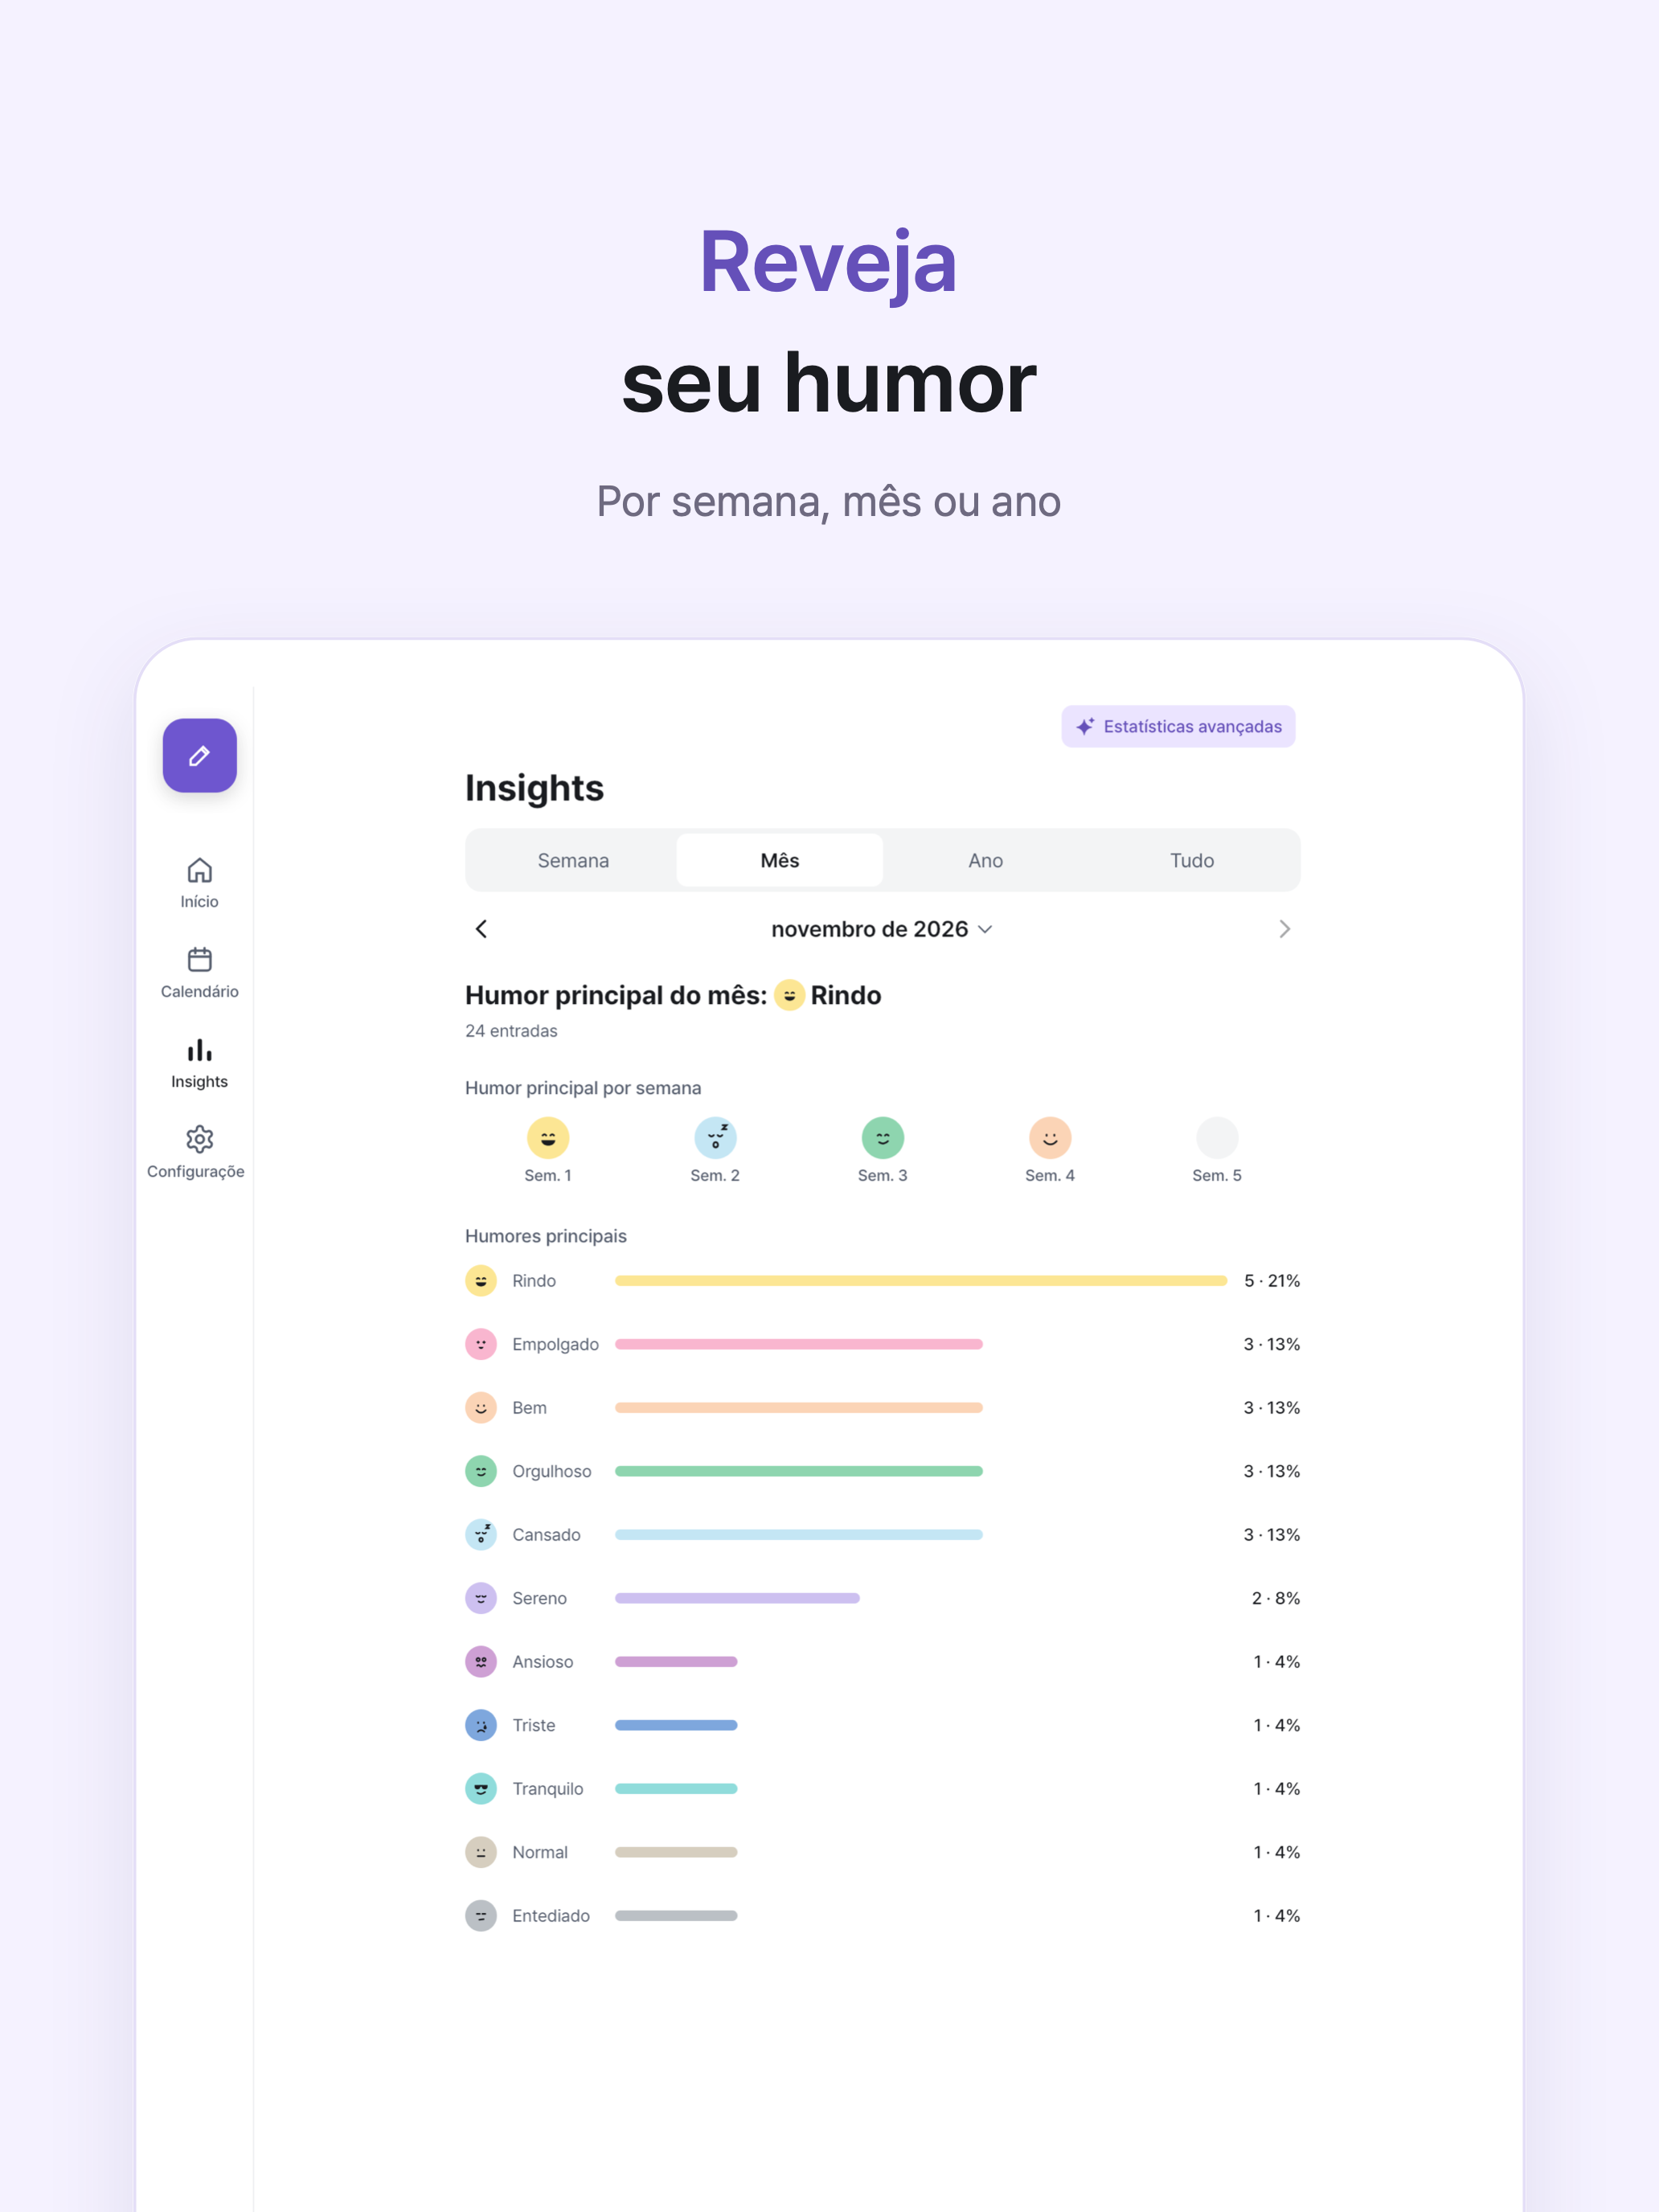 Reveja
seu humor
Por semana, mês ou ano
Estatísticas avançadas
Insights
Semana Mês Ano Tudo
novembro de 2026
Humor principal do mês: Rindo
24 entradas
Humor principal por semana
Sem. 1 Sem. 2 Sem. 3 Sem. 4 Sem. 5
Humores principais
Rindo 5 · 21%
Empolgado 3 · 13%
Bem 3 · 13%
Orgulhoso 3 · 13%
Cansado 3 · 13%
Sereno 2 · 8%
Ansioso 1 · 4%
Triste 1 · 4%
Tranquilo 1 · 4%
Normal 1 · 4%
Entediado 1 · 4%
Início
Calendário
Insights
Configuraçõe